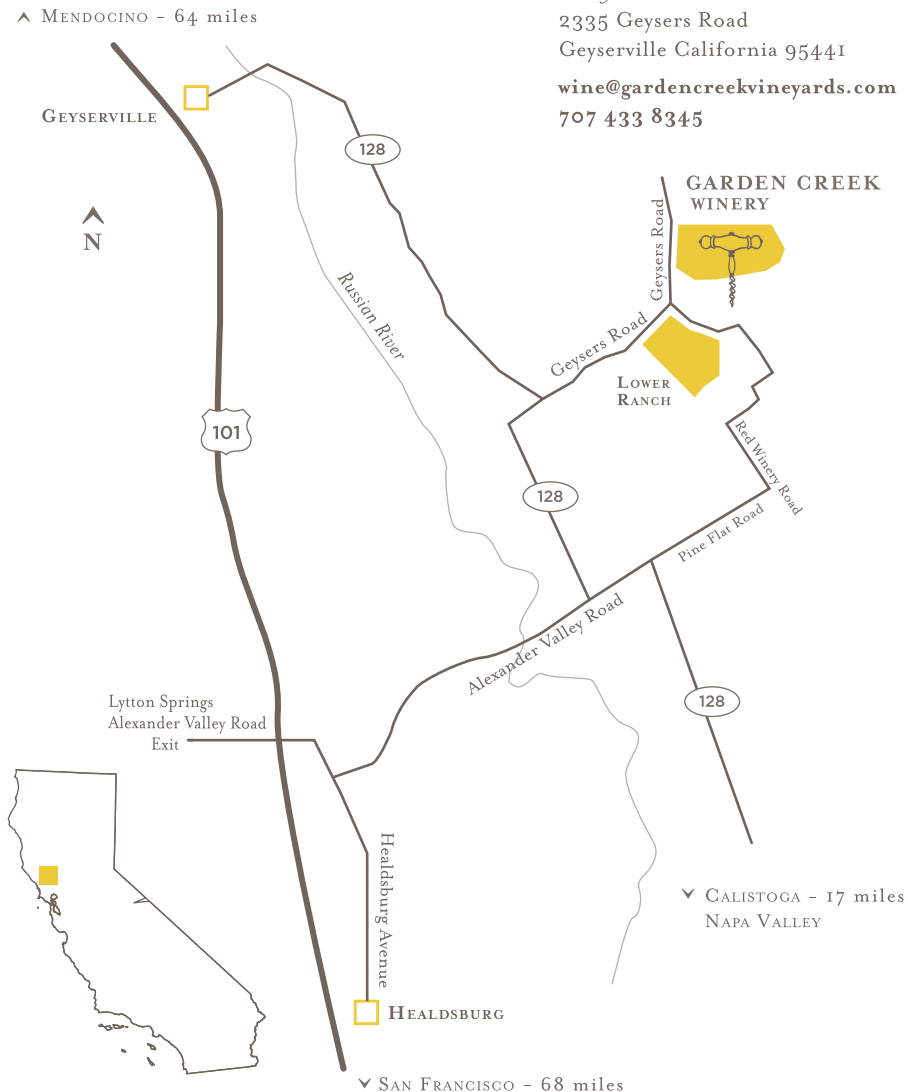 MENDOCINO – 64 miles
2335 Geysers Road
Geyserville California 95441
wine@gardencreekvineyards.com
707 433 8345
GEYSERVILLE
128
N
GARDEN CREEK
WINERY
Geysers Road
Russian River
Geysers Road
LOWER
RANCH
101
Red Winery Road
128
Pine Flat Road
Alexander Valley Road
Lytton Springs
Alexander Valley Road
Exit
128
Healdsburg Avenue
CALISTOGA – 17 miles
NAPA VALLEY
HEALDSBURG
SAN FRANCISCO – 68 miles